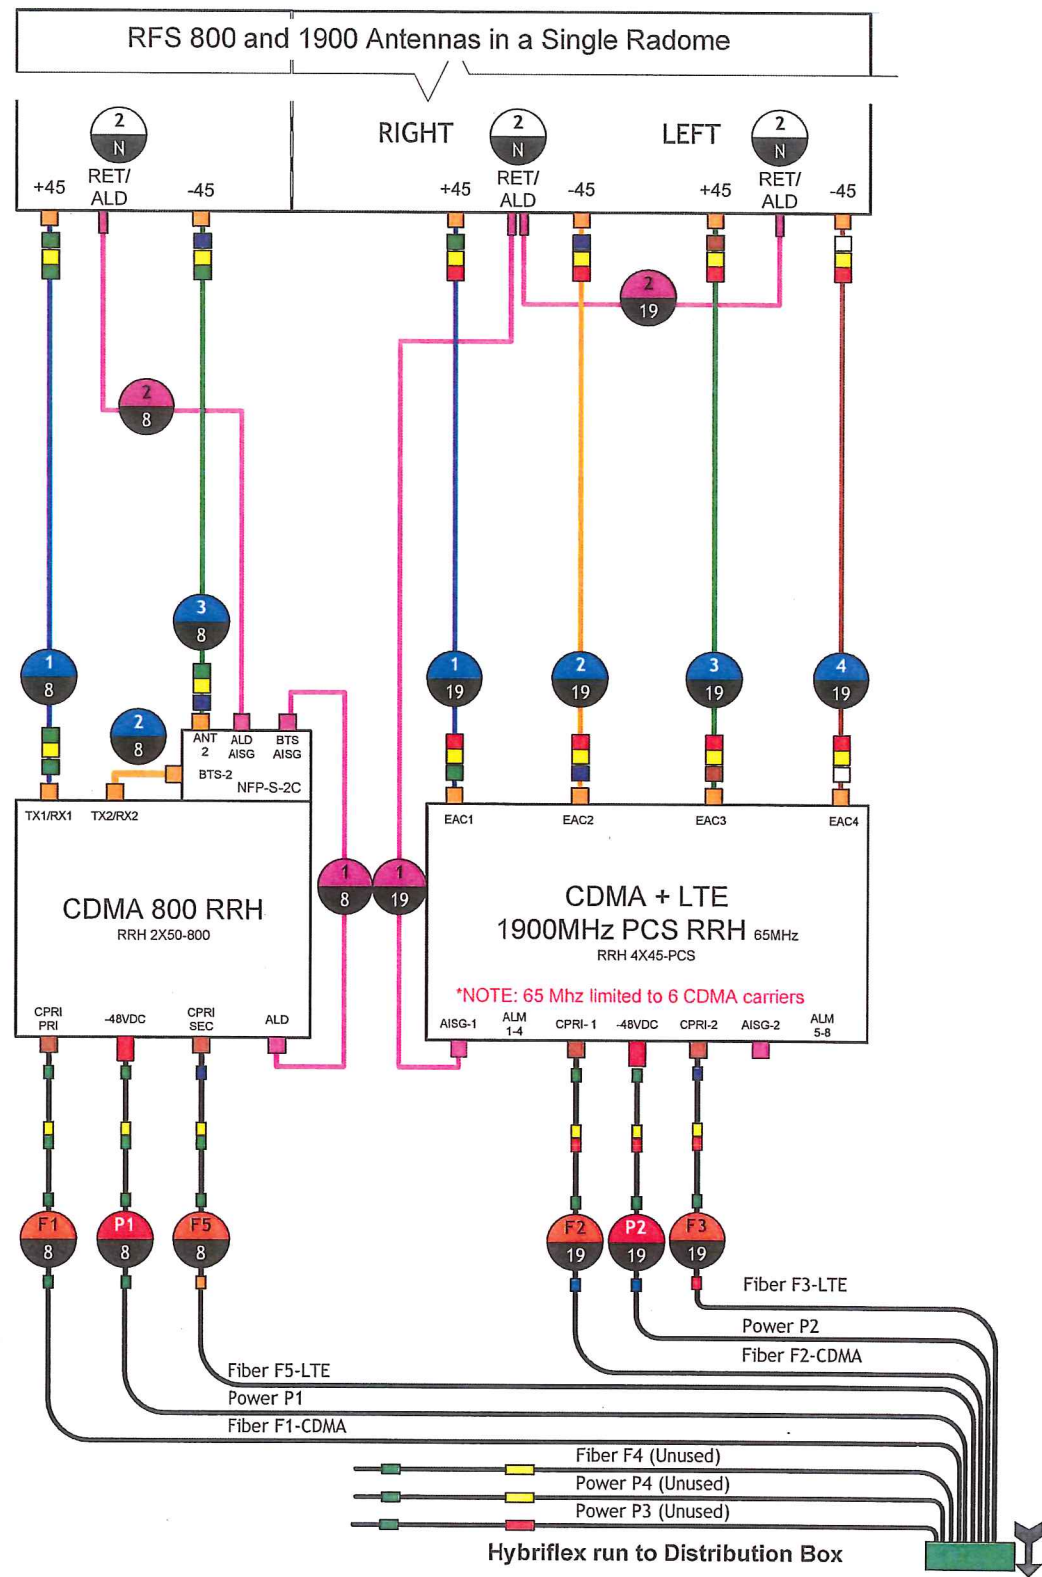 RFS 800 and 1900 Antennas in a Single Radome
2
N
RIGHT
2
N
LEFT
2
N
+45
RET/
ALD
-45
+45
RET/
ALD
-45
+45
RET/
ALD
-45
2
19
2
8
3
8
1
8
1
19
2
19
3
19
4
19
2
8
ANT
2
ALD
AISG
BTS
AISG
BTS-2
NFP-S-2C
TX1/RX1
TX2/RX2
EAC1
EAC2
EAC3
EAC4
1
8
1
19
CDMA 800 RRH
RRH 2X50-800
CDMA + LTE
1900MHz PCS RRH 65MHz
RRH 4X45-PCS
*NOTE: 65 Mhz limited to 6 CDMA carriers
CPRI
PRI
-48VDC
CPRI
SEC
ALD
AISG-1
ALM
1-4
CPRI-1
-48VDC
CPRI-2
AISG-2
ALM
5-8
F1
8
P1
8
F5
8
F2
19
P2
19
F3
19
Fiber F3-LTE
Power P2
Fiber F2-CDMA
Fiber F5-LTE
Power P1
Fiber F1-CDMA
Fiber F4 (Unused)
Power P4 (Unused)
Power P3 (Unused)
Hybriflex run to Distribution Box